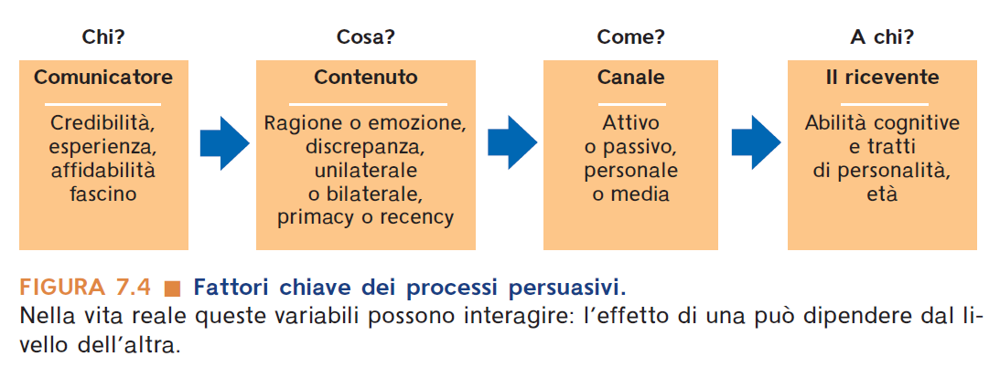 Chi?
Comunicatore
Credibilità,
esperienza,
affidabilità
fascino
Cosa?
Contenuto
Ragione o emozione,
discrepanza,
unilaterale
o bilaterale,
primacy o recency
Come?
Canale
Attivo
o passivo,
personale
o media
A chi?
Il ricevente
Abilità cognitive
e tratti
di personalità,
età
FIGURA 7.4 ■ Fattori chiave dei processi persuasivi.
Nella vita reale queste variabili possono interagire: l'effetto di una può dipendere dal li-
vello dell'altra.